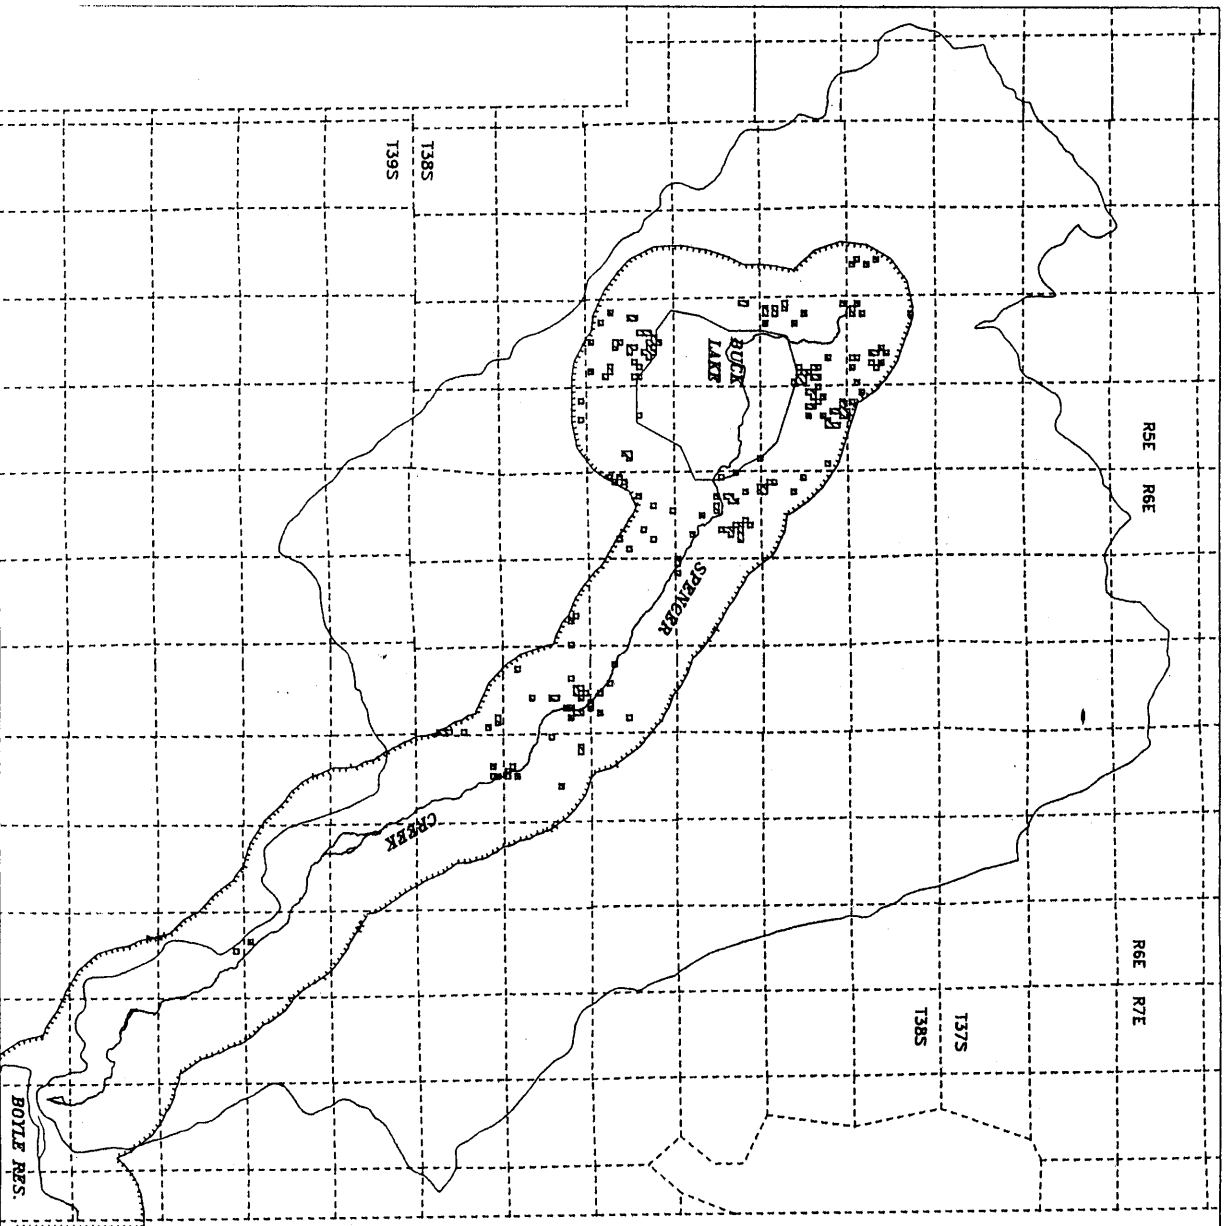 R5E R6E
R6E R7E
T37S
T38S
BUCK
LAKE
SPENCER
CREEK
T38S
T39S
BOYLE RES.